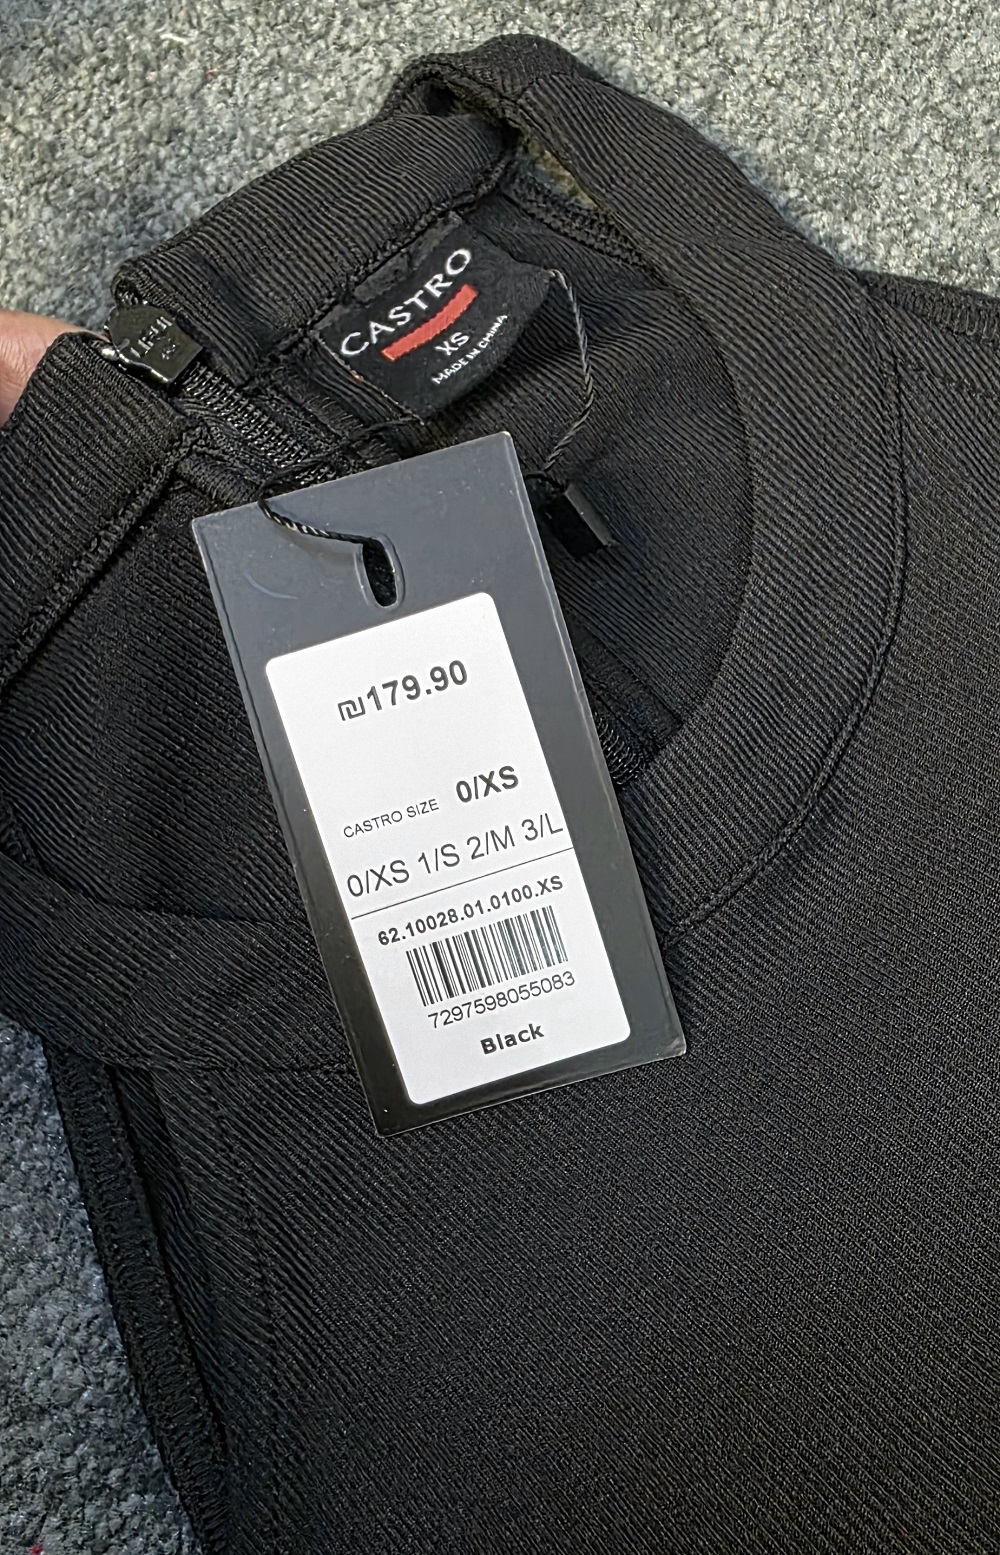 CASTRO
XS
MADE IN CHINA
₪179.90
CASTRO SIZE 0/XS
0/XS 1/S 2/M 3/L
62.10028.01.0100.XS
7297598055083
Black